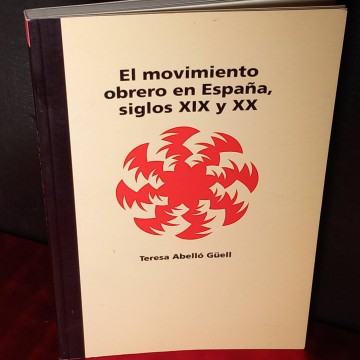 El movimiento
obrero en España,
siglos XIX y XX
Teresa Abelló Güell